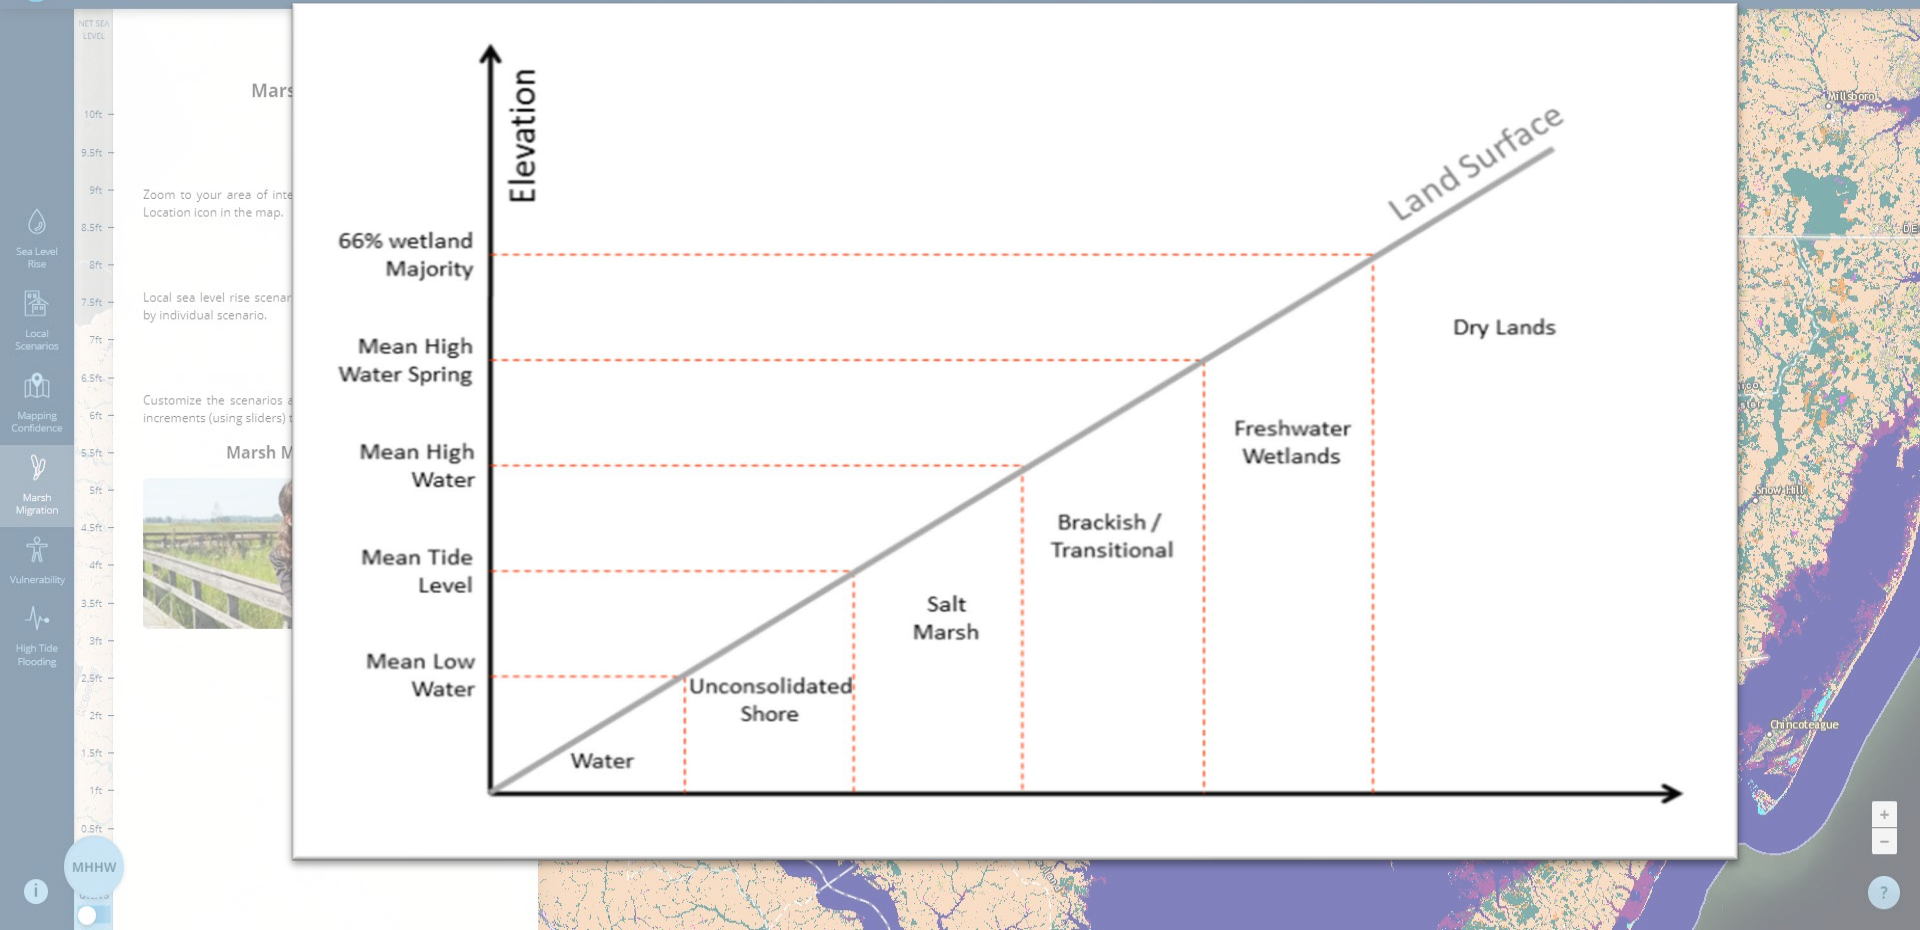 NET SEA
LEVEL
10ft
9.5ft
9ft
8.5ft
8ft
7.5ft
7ft
6.5ft
6ft
5.5ft
5ft
4.5ft
4ft
3.5ft
3ft
2.5ft
2ft
1.5ft
1ft
0.5ft
MHHW
Sea Level
Rise
Local
Scenarios
Mapping
Confidence
Marsh
Migration
Vulnerability
High Tide
Flooding
i
Mars
Zoom to your area of inte
Location icon in the map.
Local sea level rise scenar
by individual scenario.
Customize the scenarios a
increments (using sliders) t
Marsh M
Elevation
Land Surface
66% wetland
Majority
Mean High
Water Spring
Mean High
Water
Mean Tide
Level
Mean Low
Water
Water
Unconsolidated
Shore
Salt
Marsh
Brackish /
Transitional
Freshwater
Wetlands
Dry Lands
Millsboro
DE
Snow Hill
Chincoteague
+
−
?